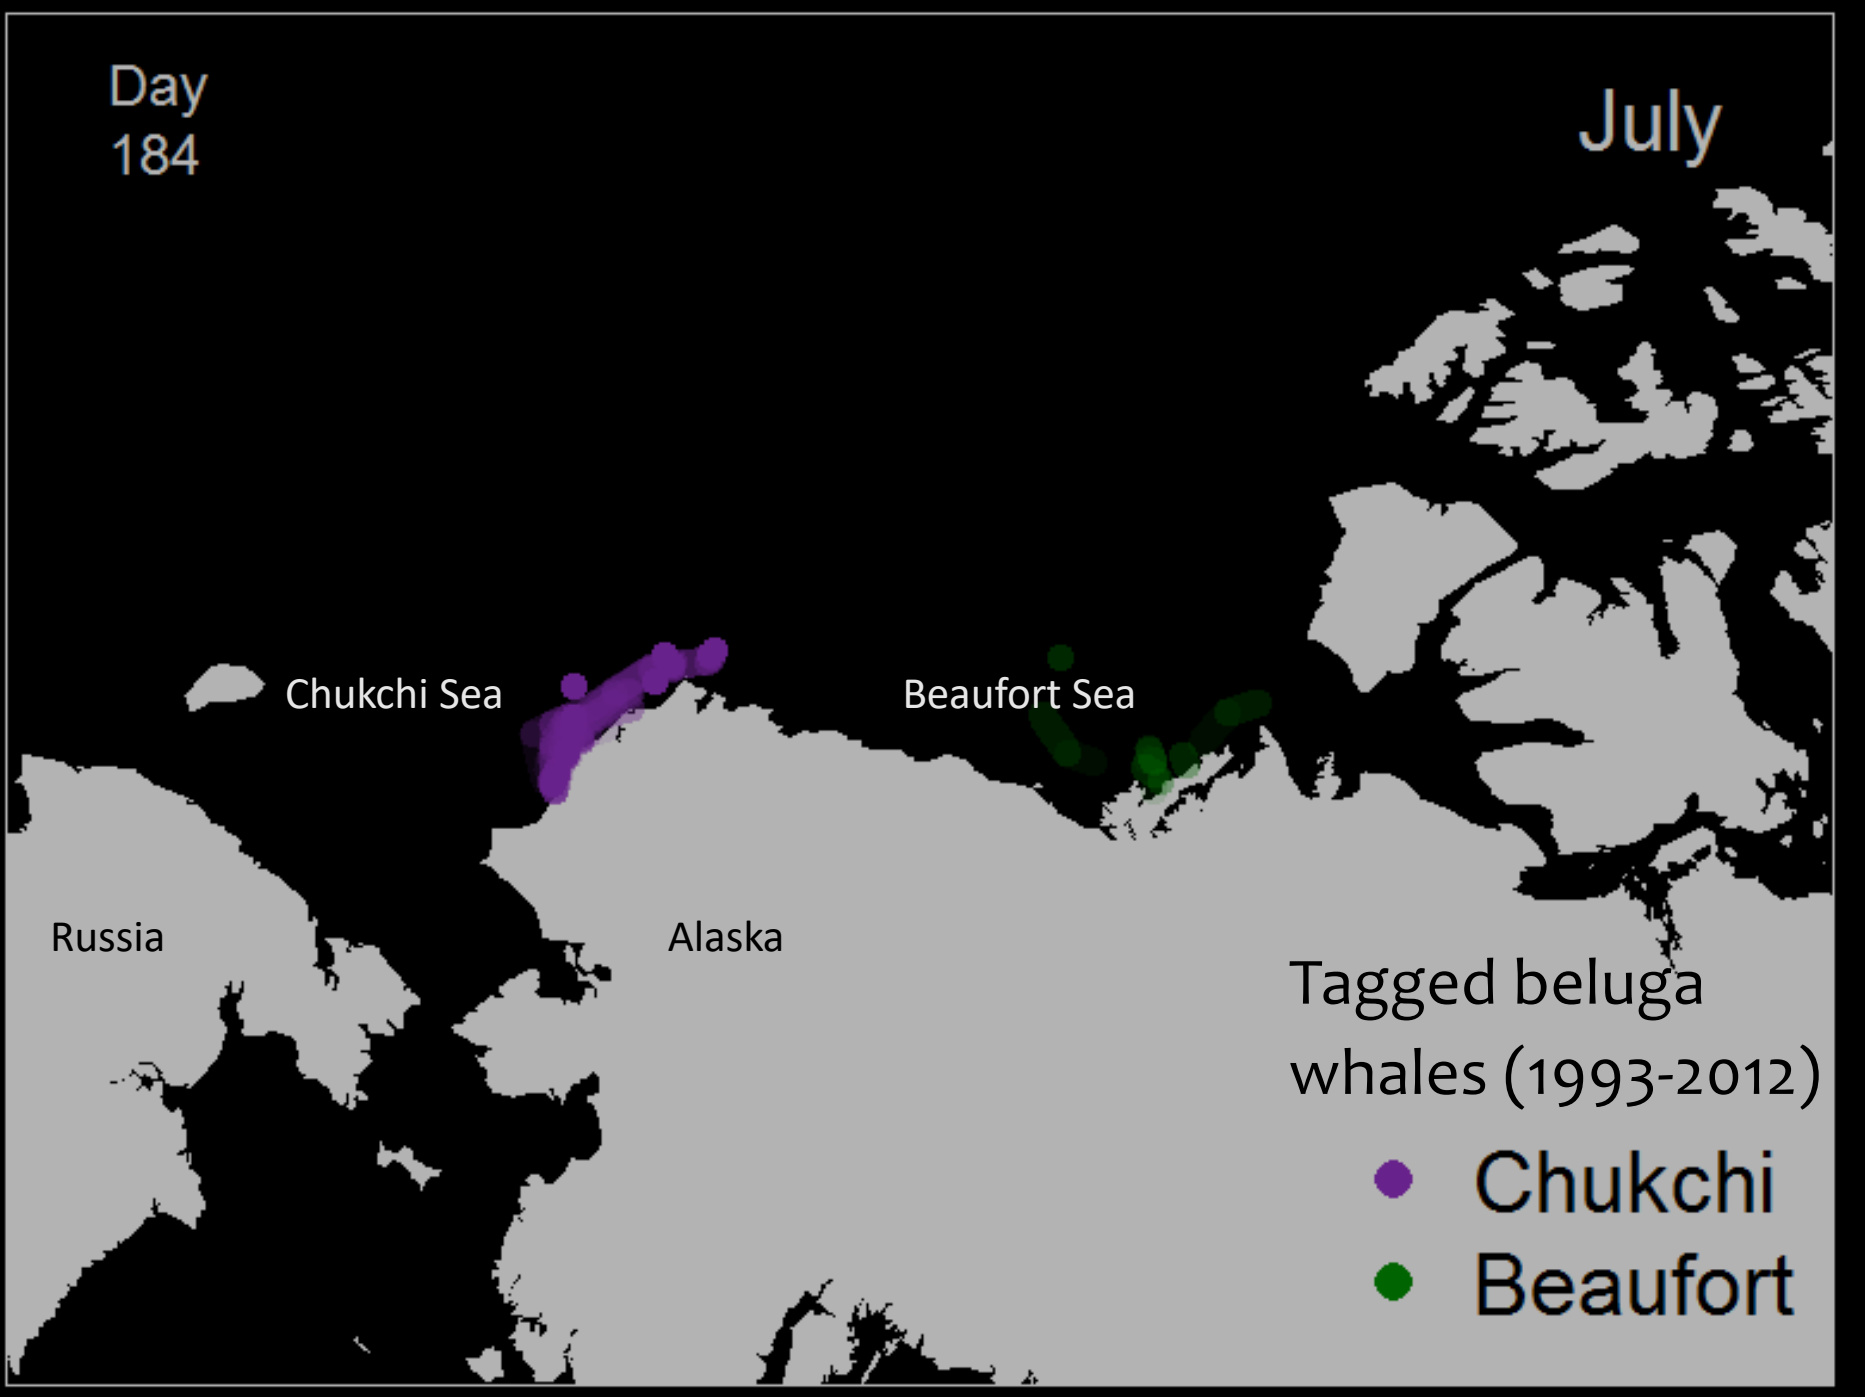 Day
184
July
Chukchi Sea
Beaufort Sea
Russia
Alaska
Tagged beluga
whales (1993-2012)
Chukchi
Beaufort